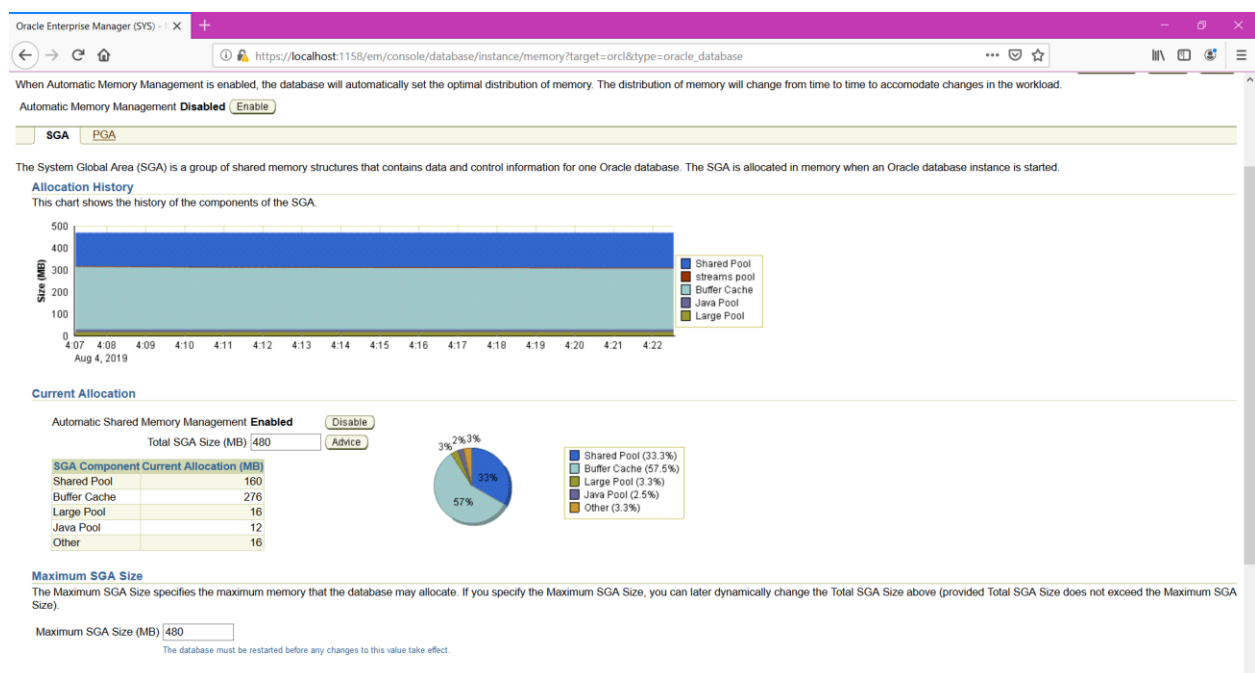 Oracle Enterprise Manager (SYS) -
https://localhost:1158/em/console/database/instance/memory?target=orcl&type=oracle_database
When Automatic Memory Management is enabled, the database will automatically set the optimal distribution of memory. The distribution of memory will change from time to time to accomodate changes in the workload.
Automatic Memory Management Disabled Enable
SGA PGA
The System Global Area (SGA) is a group of shared memory structures that contains data and control information for one Oracle database. The SGA is allocated in memory when an Oracle database instance is started.
Allocation History
This chart shows the history of the components of the SGA.
Size (MB)
500
400
300
200
100
0
4:07 4:08 4:09 4:10 4:11 4:12 4:13 4:14 4:15 4:16 4:17 4:18 4:19 4:20 4:21 4:22
Aug 4, 2019
Shared Pool
streams pool
Buffer Cache
Java Pool
Large Pool
Current Allocation
Automatic Shared Memory Management Enabled Disable
Total SGA Size (MB) 480 Advice
SGA Component Current Allocation (MB)
Shared Pool 160
Buffer Cache 276
Large Pool 16
Java Pool 12
Other 16
3% 2% 3%
33%
57%
Shared Pool (33.3%)
Buffer Cache (57.5%)
Large Pool (3.3%)
Java Pool (2.5%)
Other (3.3%)
Maximum SGA Size
The Maximum SGA Size specifies the maximum memory that the database may allocate. If you specify the Maximum SGA Size, you can later dynamically change the Total SGA Size above (provided Total SGA Size does not exceed the Maximum SGA
Size).
Maximum SGA Size (MB) 480
The database must be restarted before any changes to this value take effect.